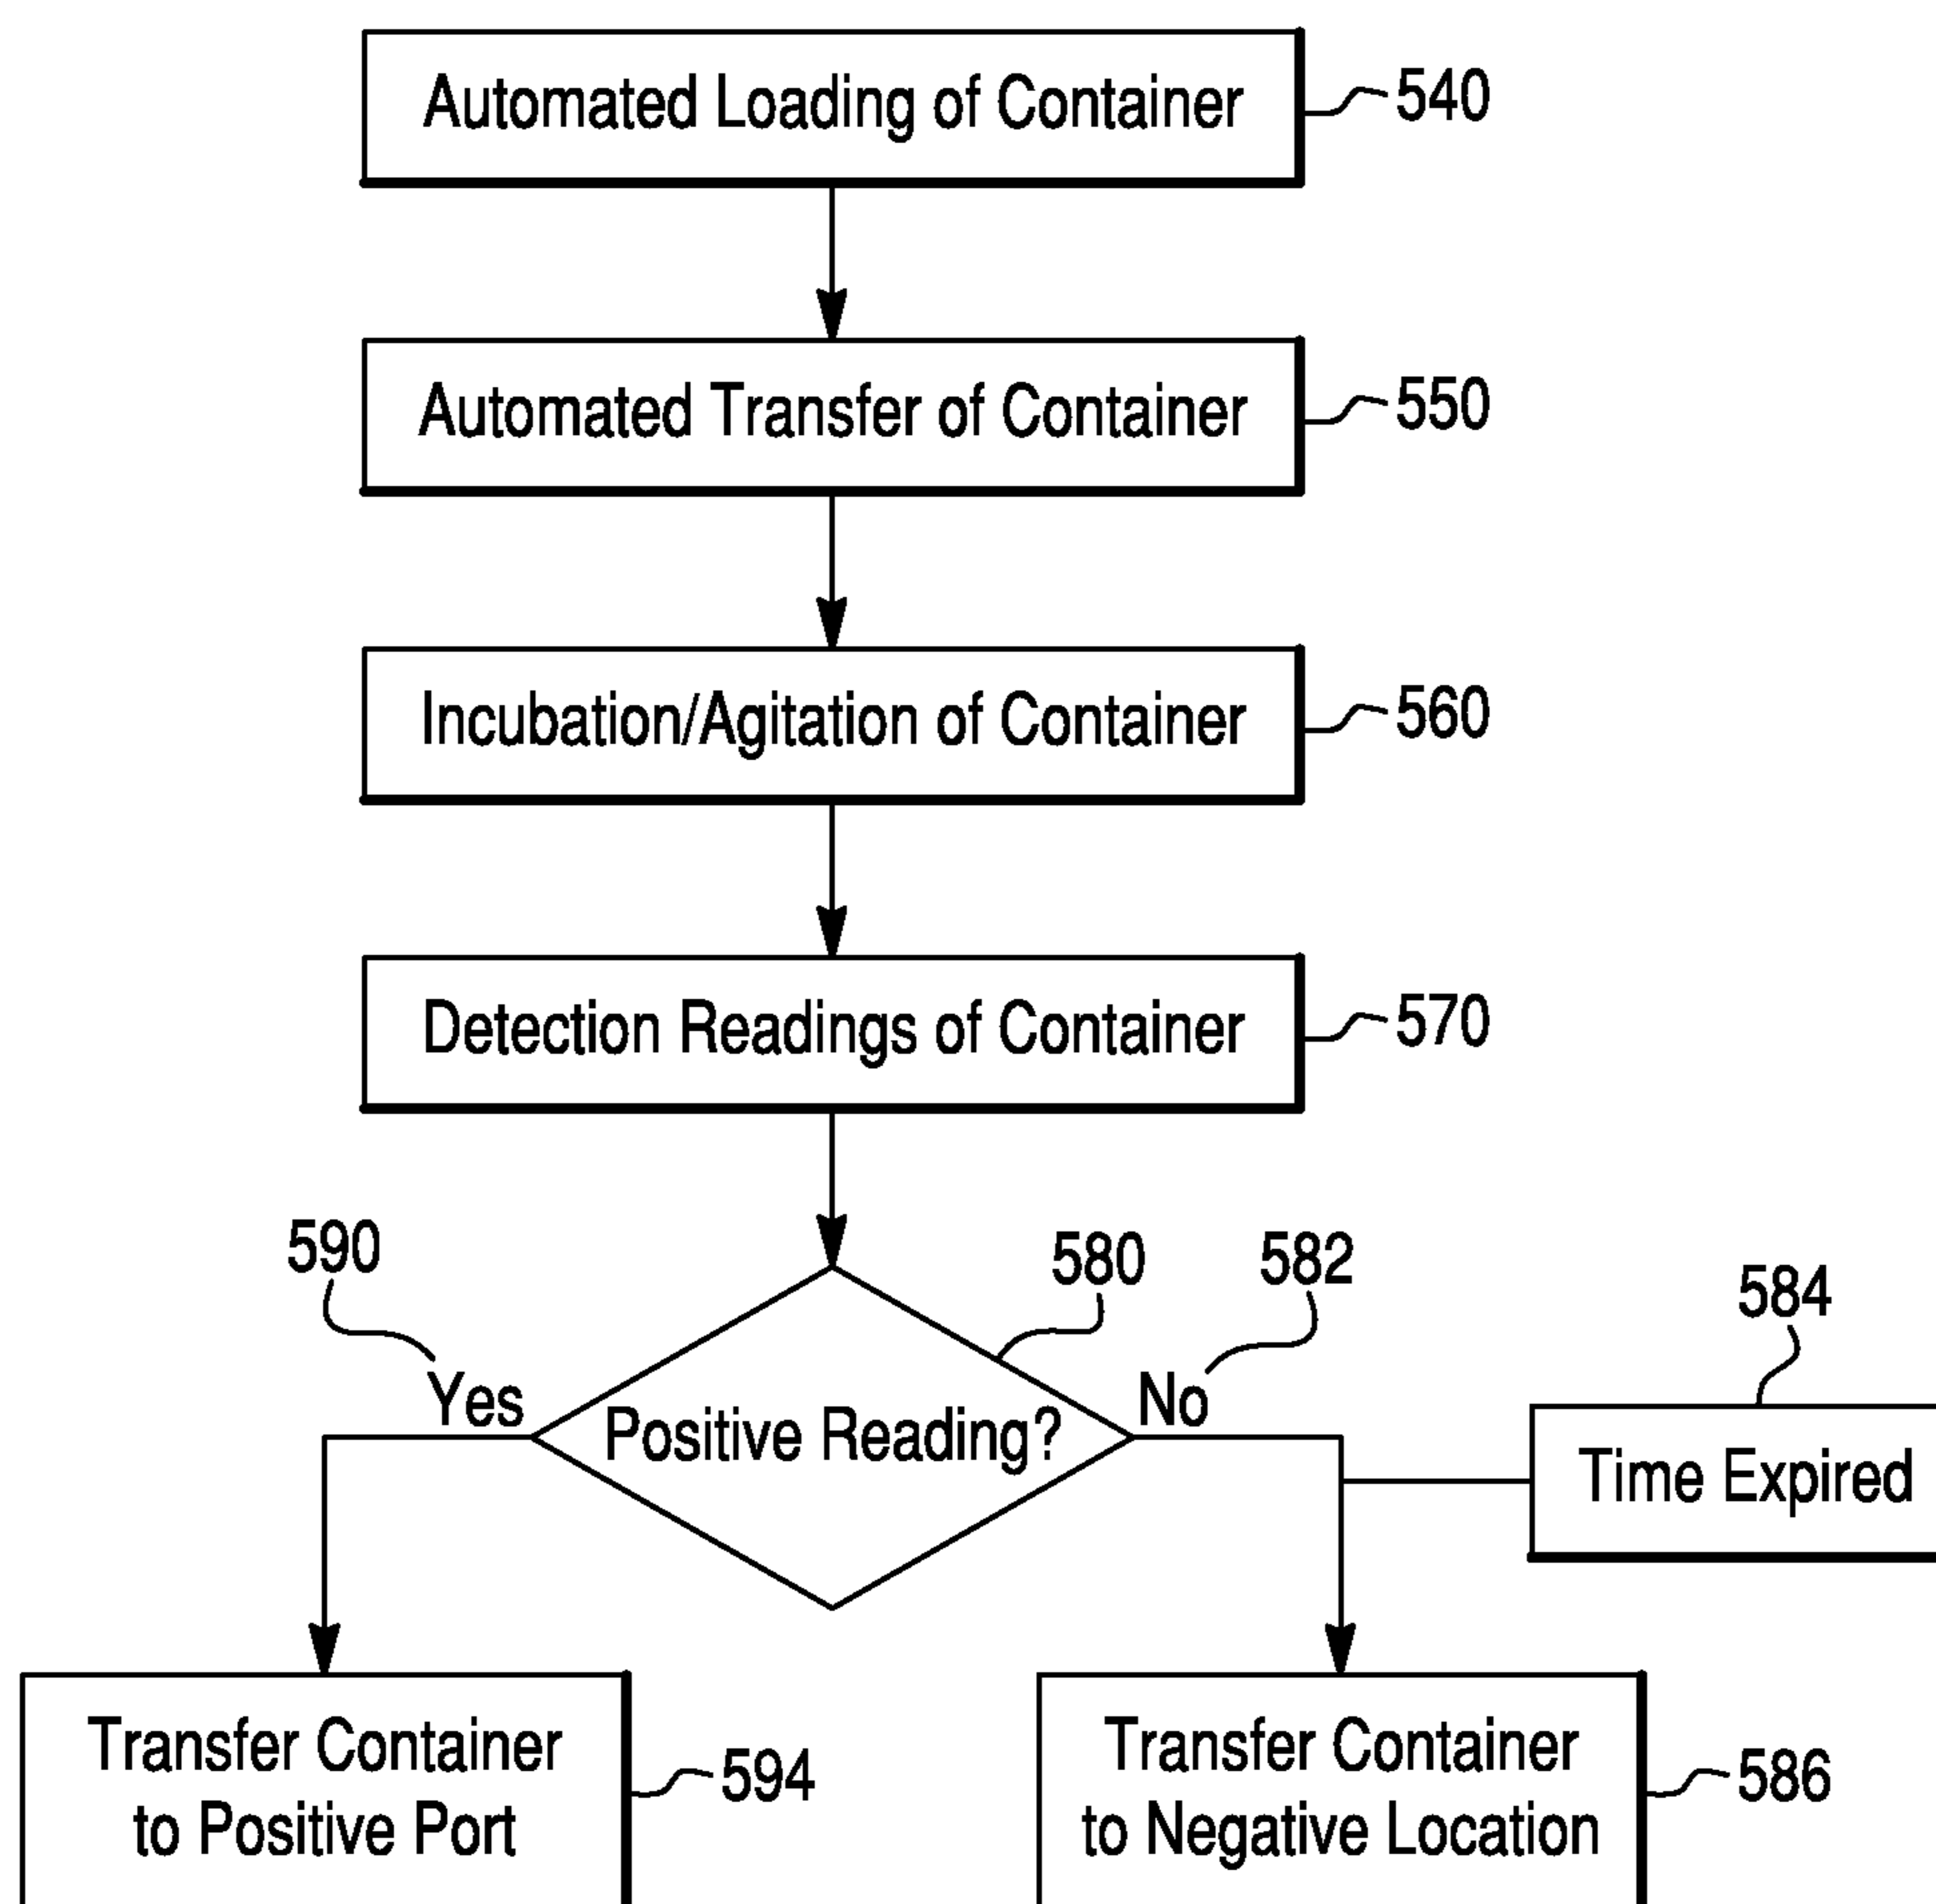 Automated Loading of Container
540
Automated Transfer of Container
550
Incubation/Agitation of Container
560
Detection Readings of Container
570
590
580
582
584
Yes
Positive Reading?
No
Time Expired
Transfer Container
to Positive Port
594
Transfer Container
to Negative Location
586